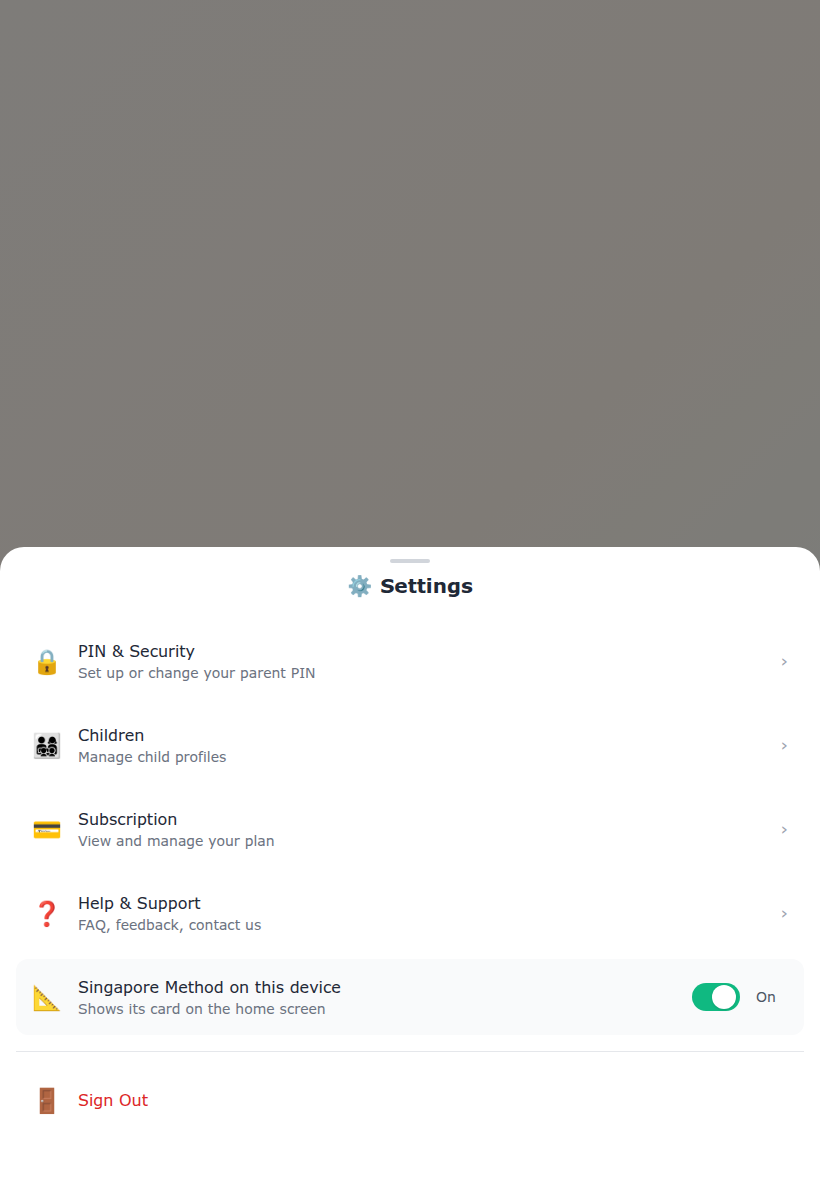 ⚙️ Settings
PIN & Security
Set up or change your parent PIN
Children
Manage child profiles
Subscription
View and manage your plan
Help & Support
FAQ, feedback, contact us
Singapore Method on this device
Shows its card on the home screen
On
Sign Out